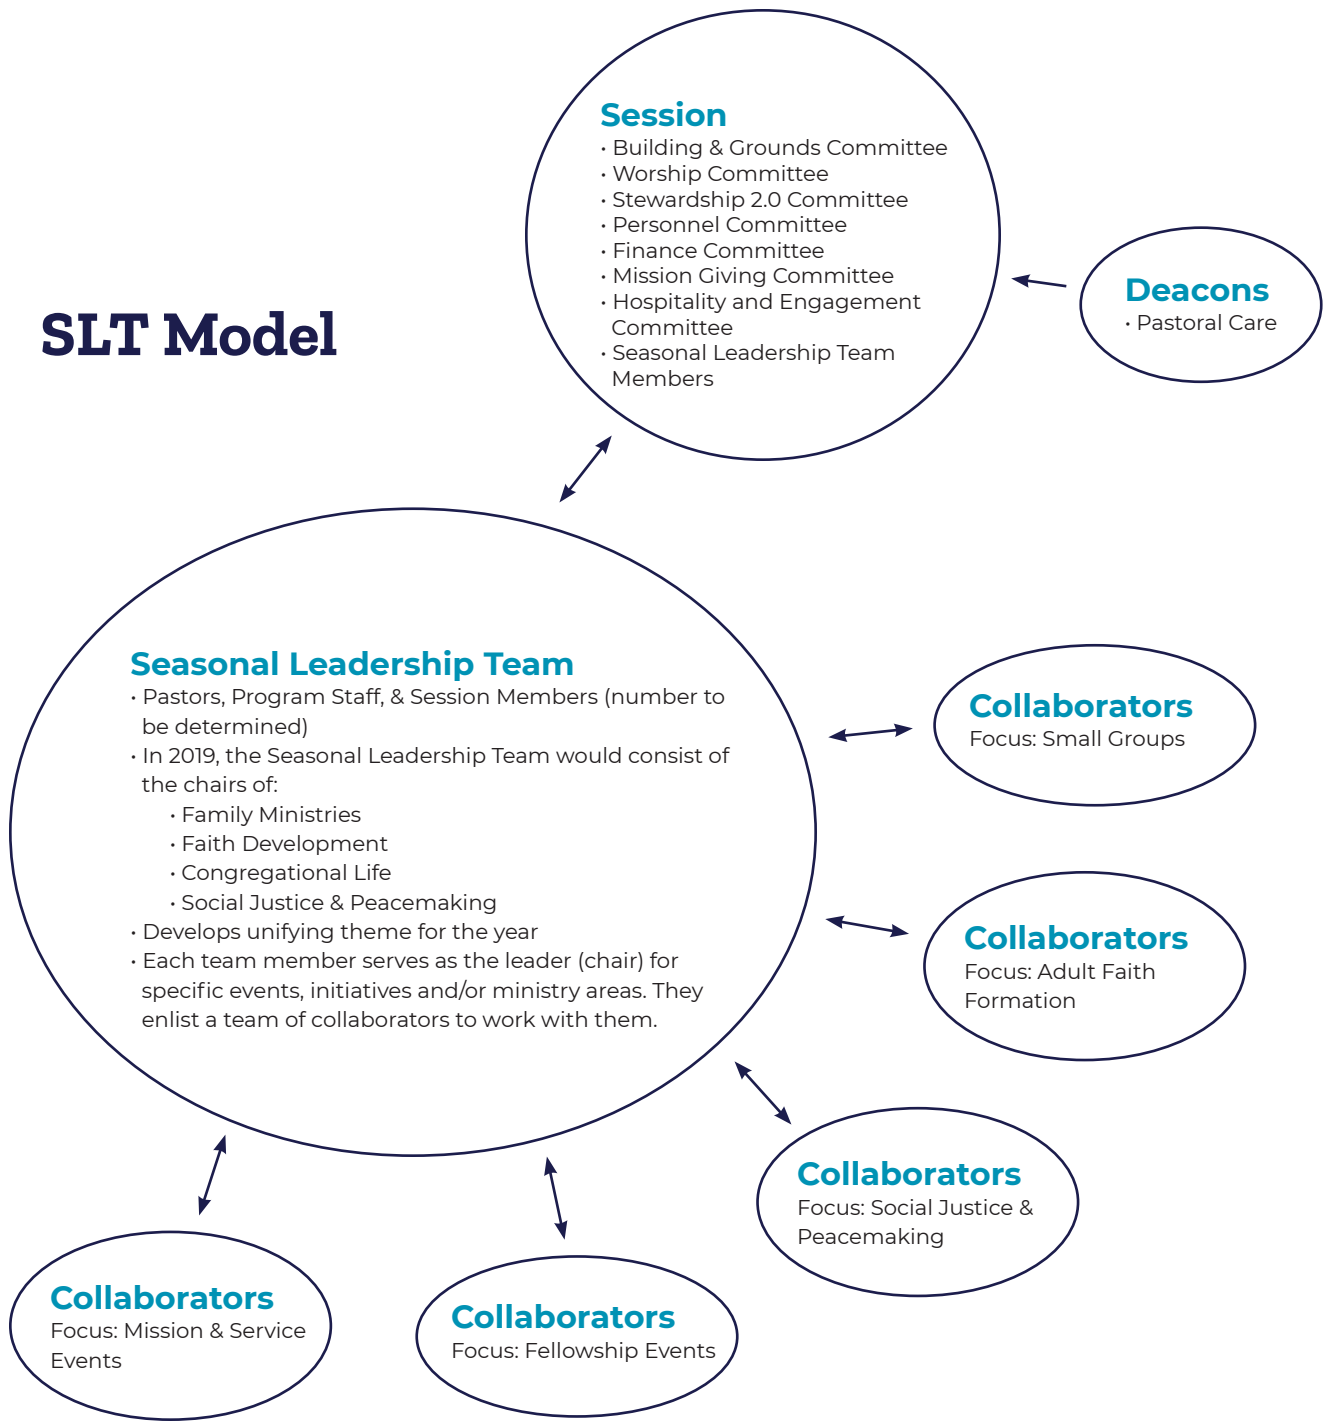 SLT Model
Session
• Building & Grounds Committee
• Worship Committee
• Stewardship 2.0 Committee
• Personnel Committee
• Finance Committee
• Mission Giving Committee
• Hospitality and Engagement
Committee
• Seasonal Leadership Team
Members
Deacons
• Pastoral Care
Seasonal Leadership Team
• Pastors, Program Staff, & Session Members (number to
be determined)
• In 2019, the Seasonal Leadership Team would consist of
the chairs of:
• Family Ministries
• Faith Development
• Congregational Life
• Social Justice & Peacemaking
• Develops unifying theme for the year
• Each team member serves as the leader (chair) for
specific events, initiatives and/or ministry areas. They
enlist a team of collaborators to work with them.
Collaborators
Focus: Small Groups
Collaborators
Focus: Adult Faith
Formation
Collaborators
Focus: Social Justice &
Peacemaking
Collaborators
Focus: Fellowship Events
Collaborators
Focus: Mission & Service
Events